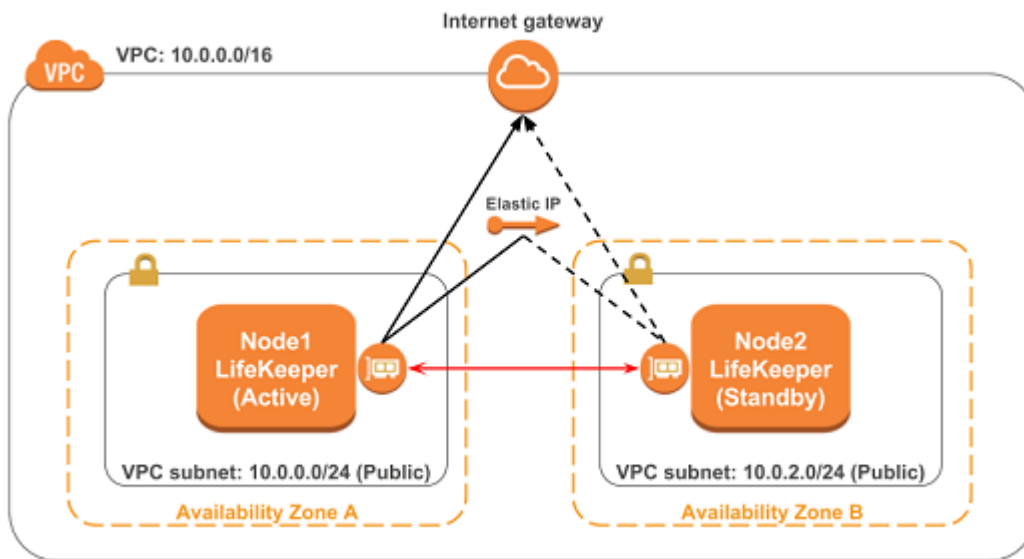 Internet gateway
VPC: 10.0.0.0/16
VPC
Elastic IP
Node1
LifeKeeper
(Active)
Node2
LifeKeeper
(Standby)
VPC subnet: 10.0.0.0/24 (Public)
VPC subnet: 10.0.2.0/24 (Public)
Availability Zone A
Availability Zone B